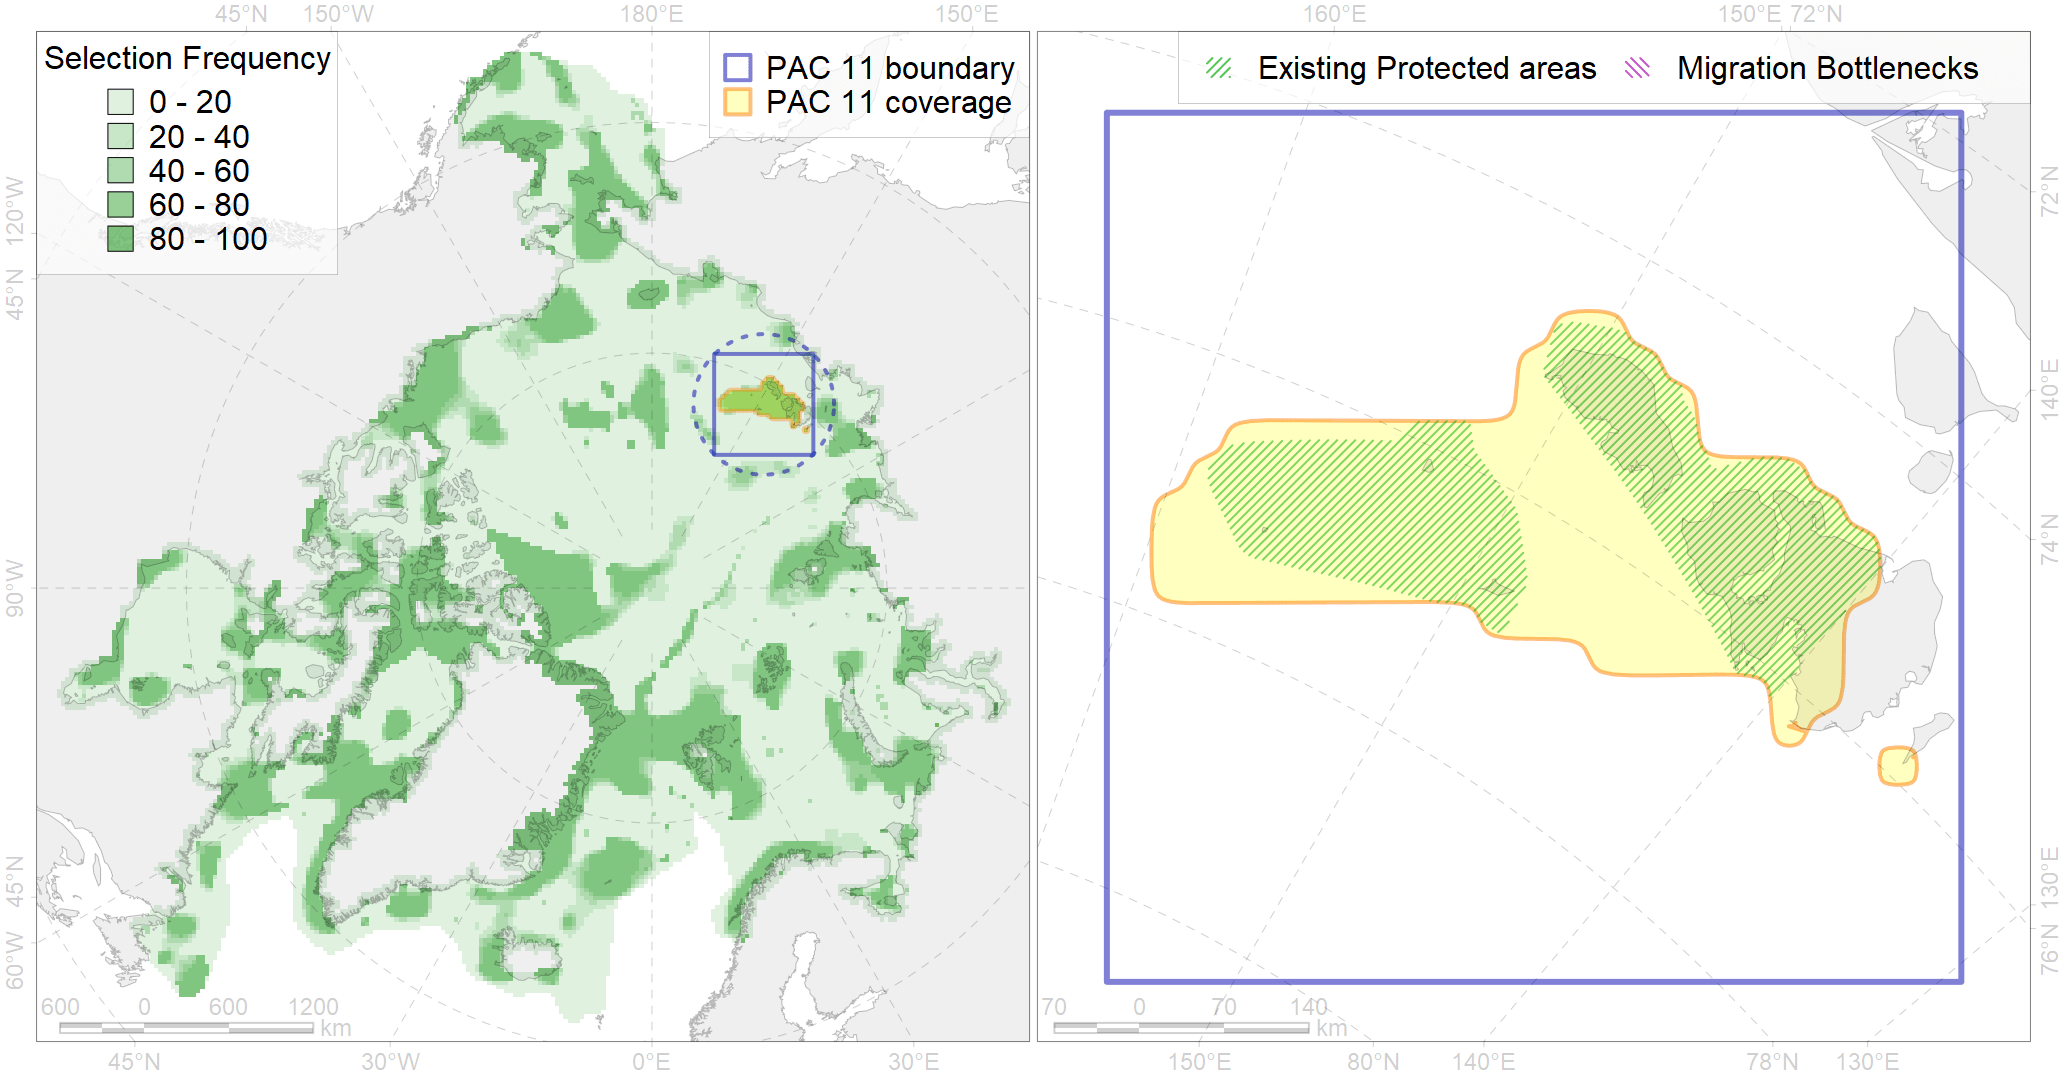 45°N 150°W 180°E 150°E 160°E 150°E 72°N
Selection Frequency
0 - 20
20 - 40
40 - 60
60 - 80
80 - 100
PAC 11 boundary
PAC 11 coverage
Existing Protected areas
Migration Bottlenecks
120°W
45°N
90°W
45°N
60°W
72°N
140°E
74°N
130°E
76°N
600 0 600 1200
km
70 0 70 140
km
45°N 30°W 0°E 30°E 150°E 80°N 140°E 78°N 130°E